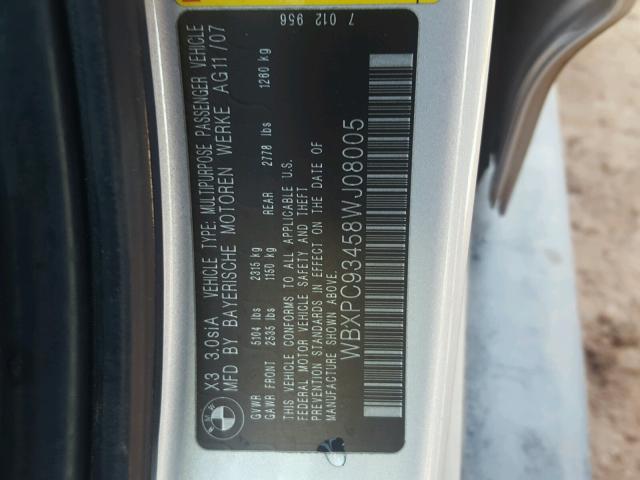 X3 3.0siA VEHICLE TYPE: MULTIPURPOSE PASSENGER VEHICLE
MFD BY BAYERISCHE MOTOREN WERKE AG 11/07
GVWR 5104 lbs 2315 kg
GAWR FRONT 2535 lbs 1150 kg REAR 2778 lbs 1260 kg
THIS VEHICLE CONFORMS TO ALL APPLICABLE U.S.
FEDERAL MOTOR VEHICLE SAFETY AND THEFT
PREVENTION STANDARDS IN EFFECT ON THE DATE OF
MANUFACTURE SHOWN ABOVE
WBXPC93458WJ08005
7 012 956